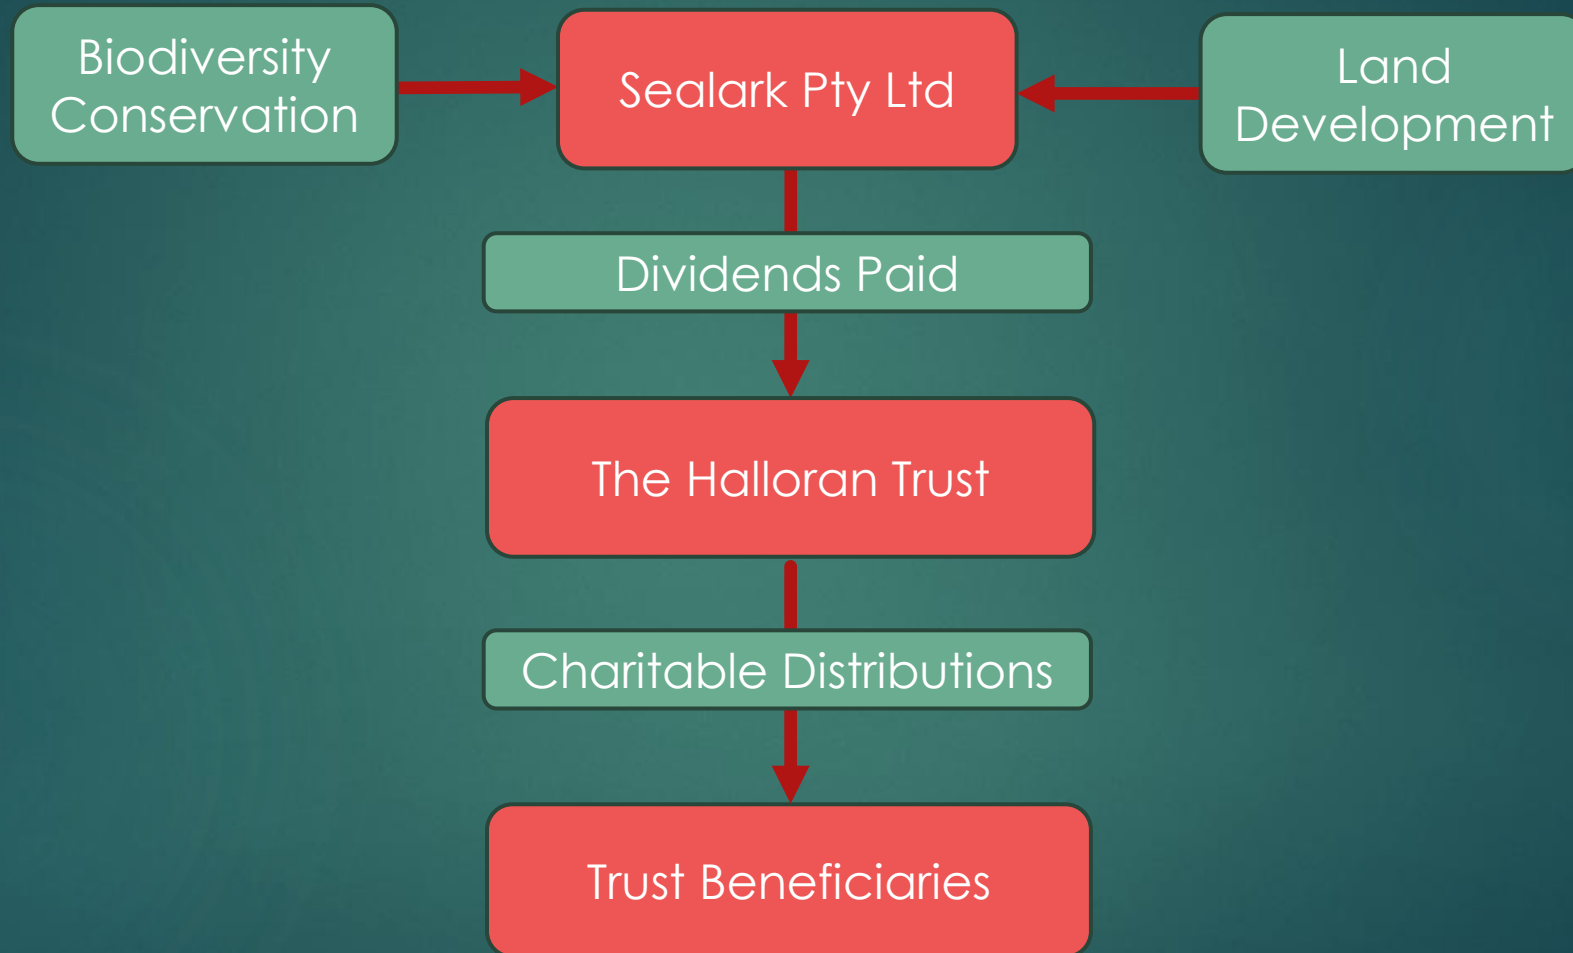 Biodiversity
Conservation
Sealark Pty Ltd
Land
Development
Dividends Paid
The Halloran Trust
Charitable Distributions
Trust Beneficiaries